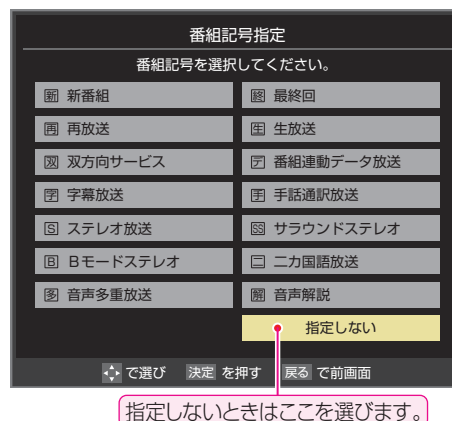 番組記号指定
番組記号を選択してください。
新 新番組
終 最終回
再 再放送
生 生放送
双 双方向サービス
デ 番組連動データ放送
字 字幕放送
手 手話通訳放送
S ステレオ放送
SS サラウンドステレオ
B Bモードステレオ
二 二カ国語放送
多 音声多重放送
解 音声解説
指定しない
で選び 決定 を押す 戻る で前画面
指定しないときはここを選びます。